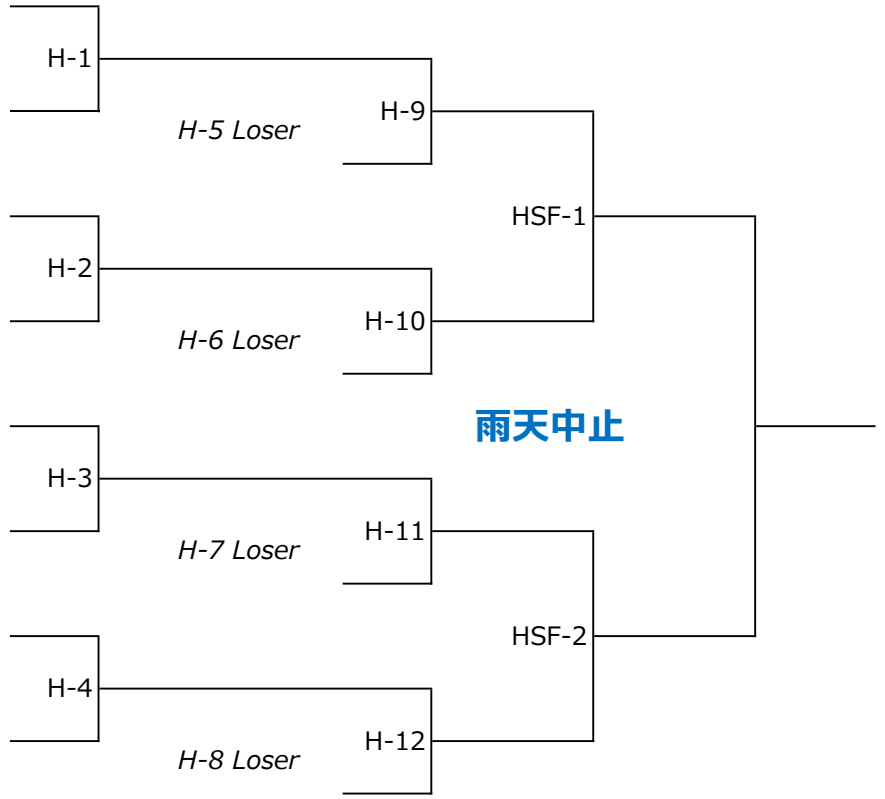 H-1
H-9
H-5 Loser
HSF-1
H-2
H-10
H-6 Loser
雨天中止
H-3
H-11
H-7 Loser
HSF-2
H-4
H-12
H-8 Loser